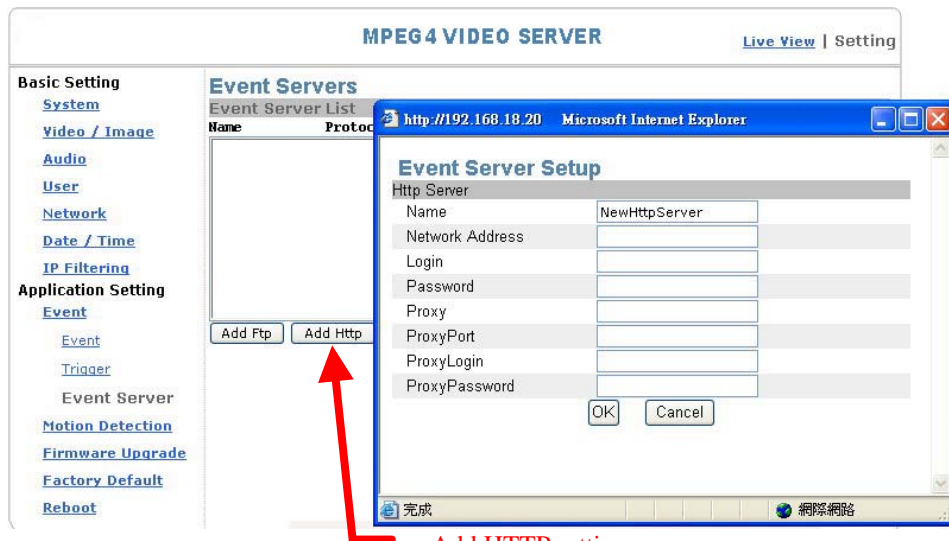 MPEG4 VIDEO SERVER
Live View | Setting
Basic Setting
System
Video / Image
Audio
User
Network
Date / Time
IP Filtering
Application Setting
Event
Event
Trigger
Event Server
Motion Detection
Firmware Upgrade
Factory Default
Reboot
Event Servers
Event Server List
Name
Add Ftp Add Http
http://192.168.18.20 Microsoft Internet Explorer
Event Server Setup
Http Server
Name NewHttpServer
Network Address
Login
Password
Proxy
ProxyPort
ProxyLogin
ProxyPassword
OK Cancel
完成 網際網路